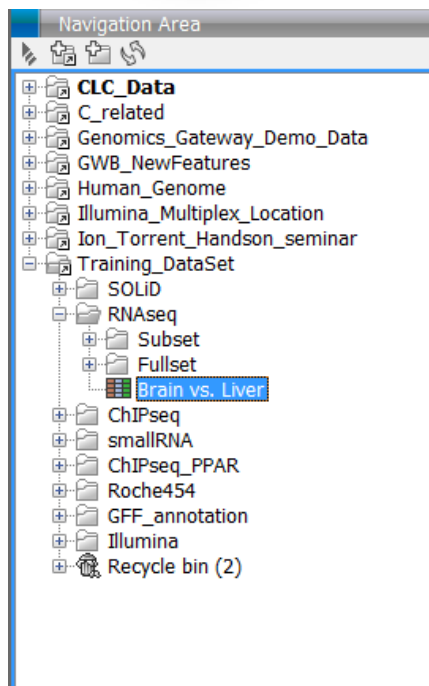 Navigation Area
CLC_Data
C_related
Genomics_Gateway_Demo_Data
GWB_NewFeatures
Human_Genome
Illumina_Multiplex_Location
Ion_Torrent_Handson_seminar
Training_DataSet
SOLiD
RNAseq
Subset
Fullset
Brain vs. Liver
ChIPseq
smallRNA
ChIPseq_PPAR
Roche454
GFF_annotation
Illumina
Recycle bin (2)